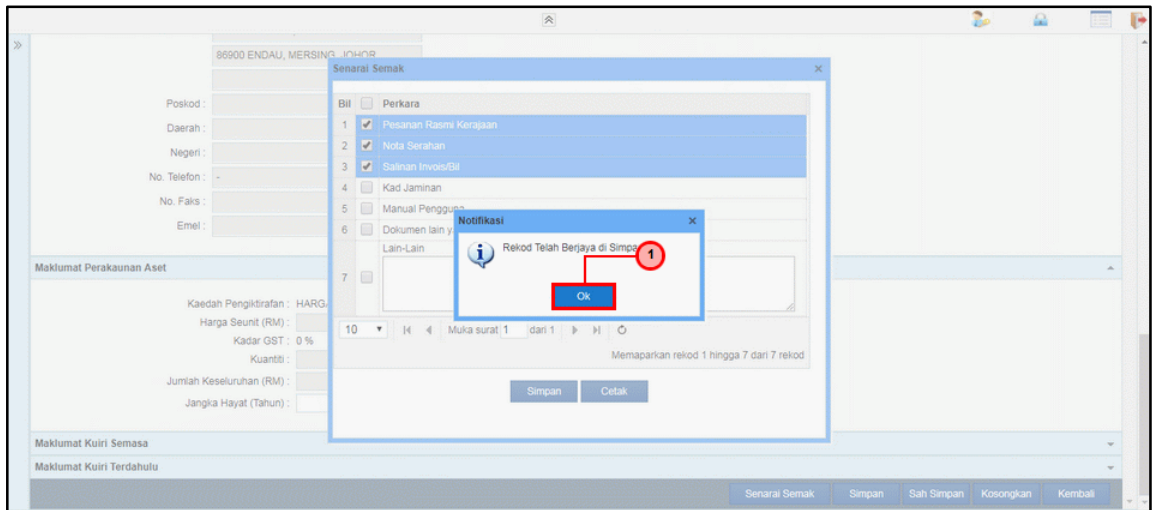 86900 ENDAU, MERSING, JOHOR
Senarai Semak
Poskod :
Daerah :
Negeri :
No. Telefon : -
No. Faks :
Emel :
Bil Perkara
1 Pesanan Rasmi Kerajaan
2 Nota Serahan
3 Salinan Invois/Bil
4 Kad Jaminan
5 Manual
6 Dokumen lain
7 Lain-Lain
Notifikasi
Rekod Telah Berjaya di
1
Ok
10 Muka surat 1 dari 1
Memaparkan rekod 1 hingga 7 dari 7 rekod
Simpan Cetak
Maklumat Perakaunan Aset
Kaedah Pengiktirafan :
Harga Seunit (RM) :
Kadar GST : 0 %
Kuantiti :
Jumlah Keseluruhan (RM) :
Jangka Hayat (Tahun) :
Maklumat Kuiri Semasa
Maklumat Kuiri Terdahulu
Senarai Semak Simpan Sah Simpan Kosongkan Kembali